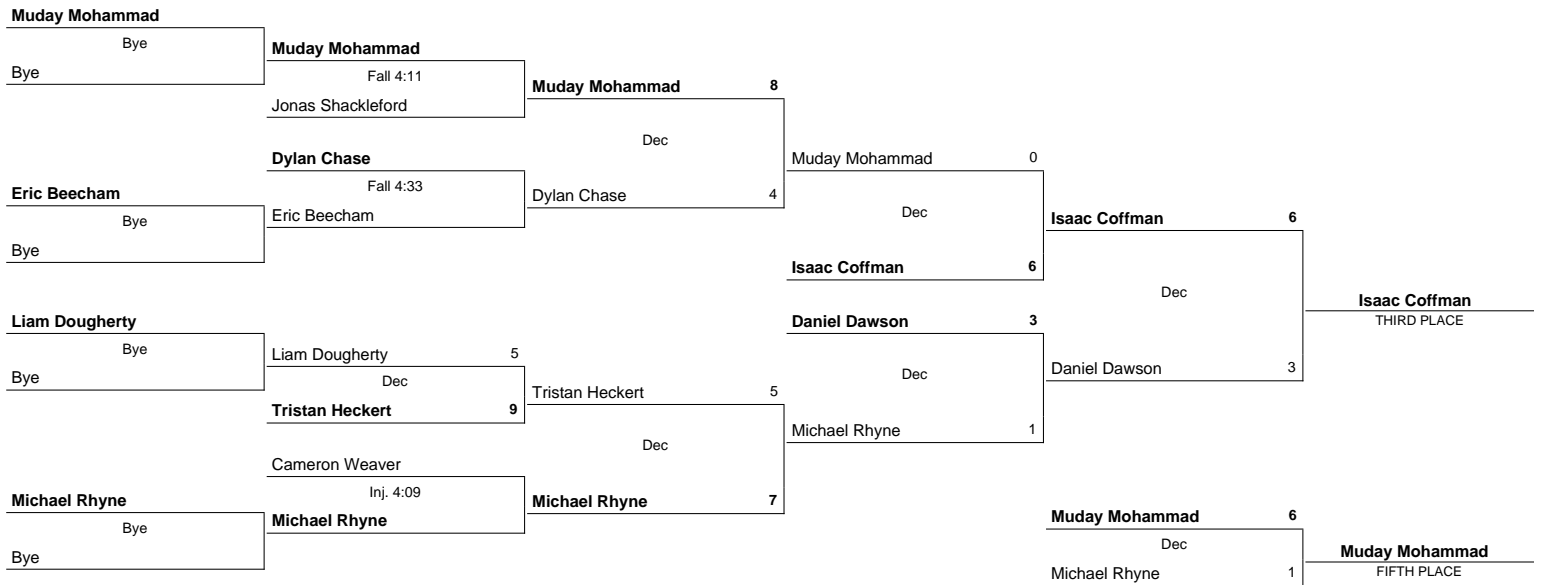 Muday Mohammad
Bye
Bye
Eric Beecham
Bye
Bye
Liam Dougherty
Bye
Bye
Michael Rhyne
Bye
Bye
Muday Mohammad
Fall 4:11
Jonas Shackleford
Dylan Chase
Fall 4:33
Eric Beecham
Liam Dougherty 5
Dec
Tristan Heckert 9
Cameron Weaver
Inj. 4:09
Michael Rhyne
Muday Mohammad 8
Dec
Dylan Chase 4
Tristan Heckert 5
Dec
Michael Rhyne 7
Muday Mohammad 0
Dec
Isaac Coffman 6
Daniel Dawson 3
Dec
Michael Rhyne 1
Isaac Coffman 6
Dec
Daniel Dawson 3
Isaac Coffman
THIRD PLACE
Muday Mohammad 6
Dec
Michael Rhyne 1
Muday Mohammad
FIFTH PLACE